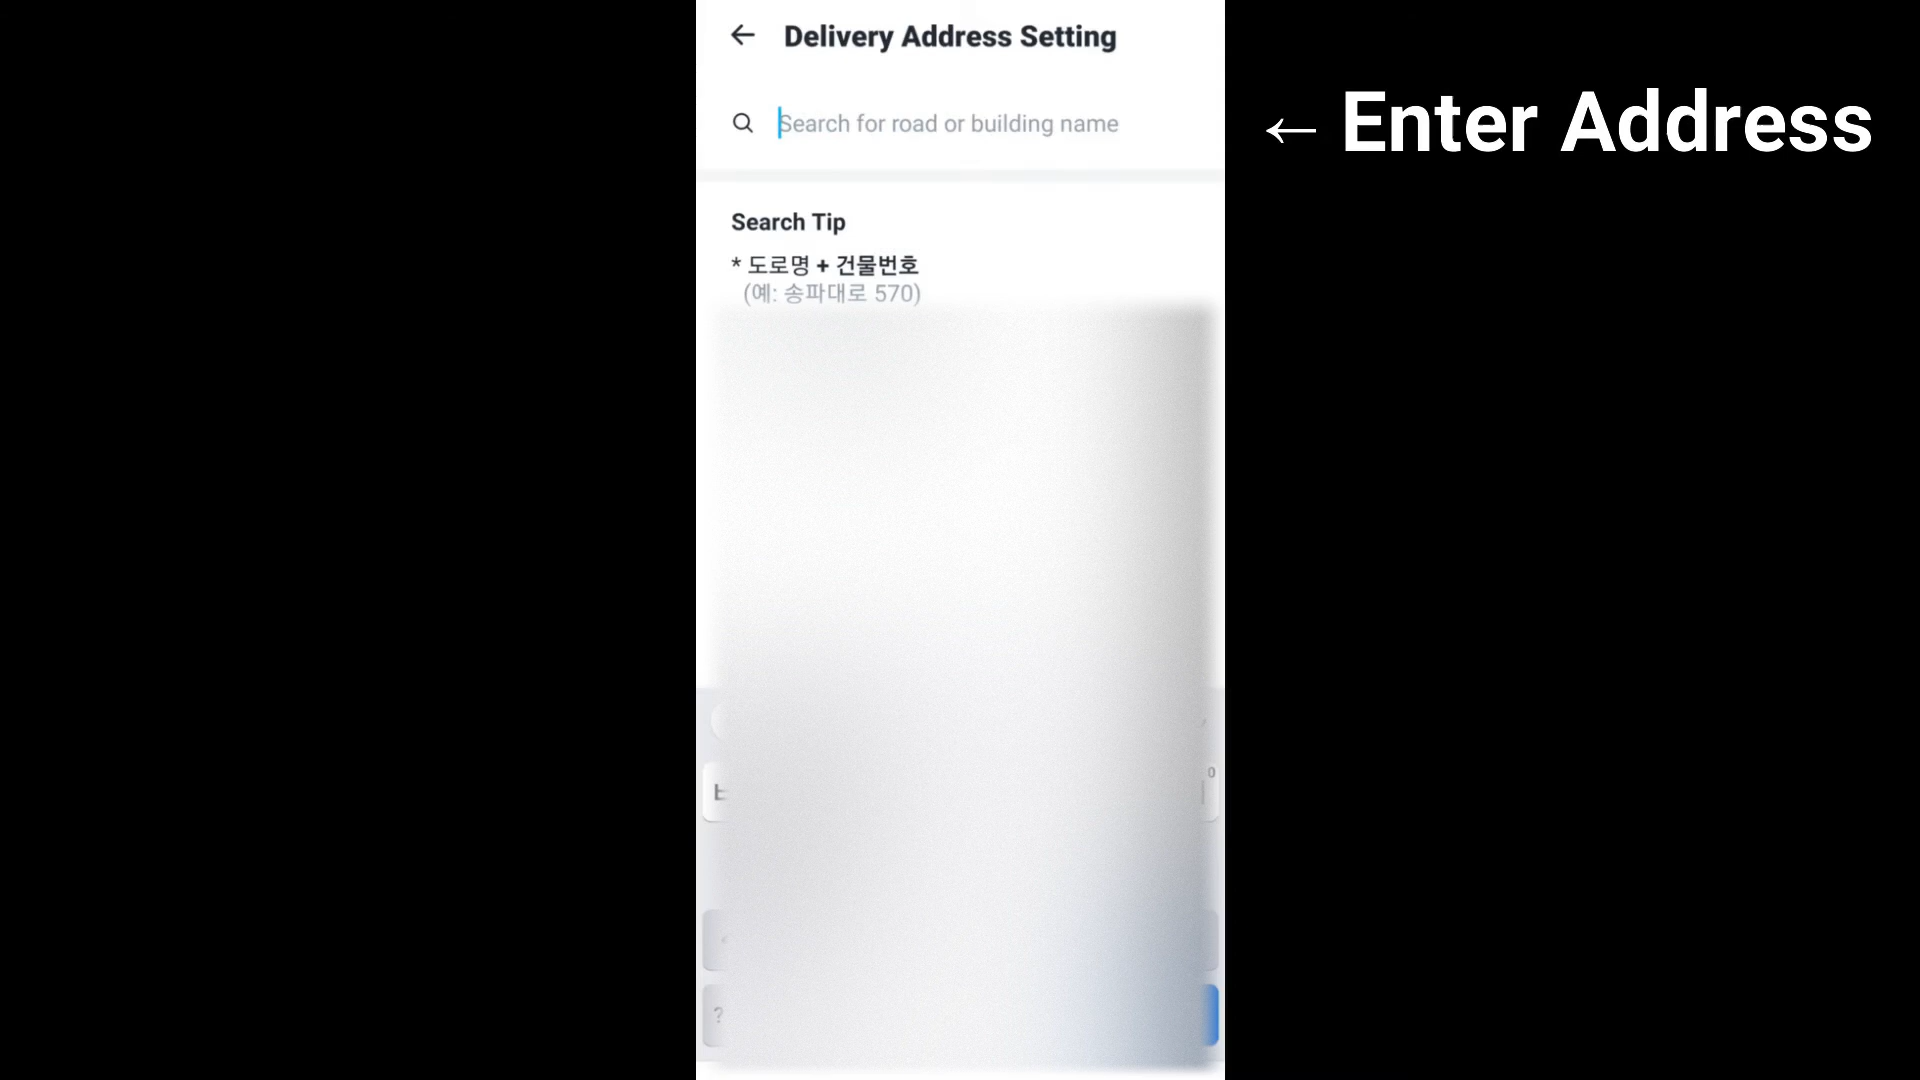 Delivery Address Setting
Search for road or building name
← Enter Address
Search Tip
* 도로명 + 건물번호
(예: 송파대로 570)
ㅂ
0
ㅔ
?